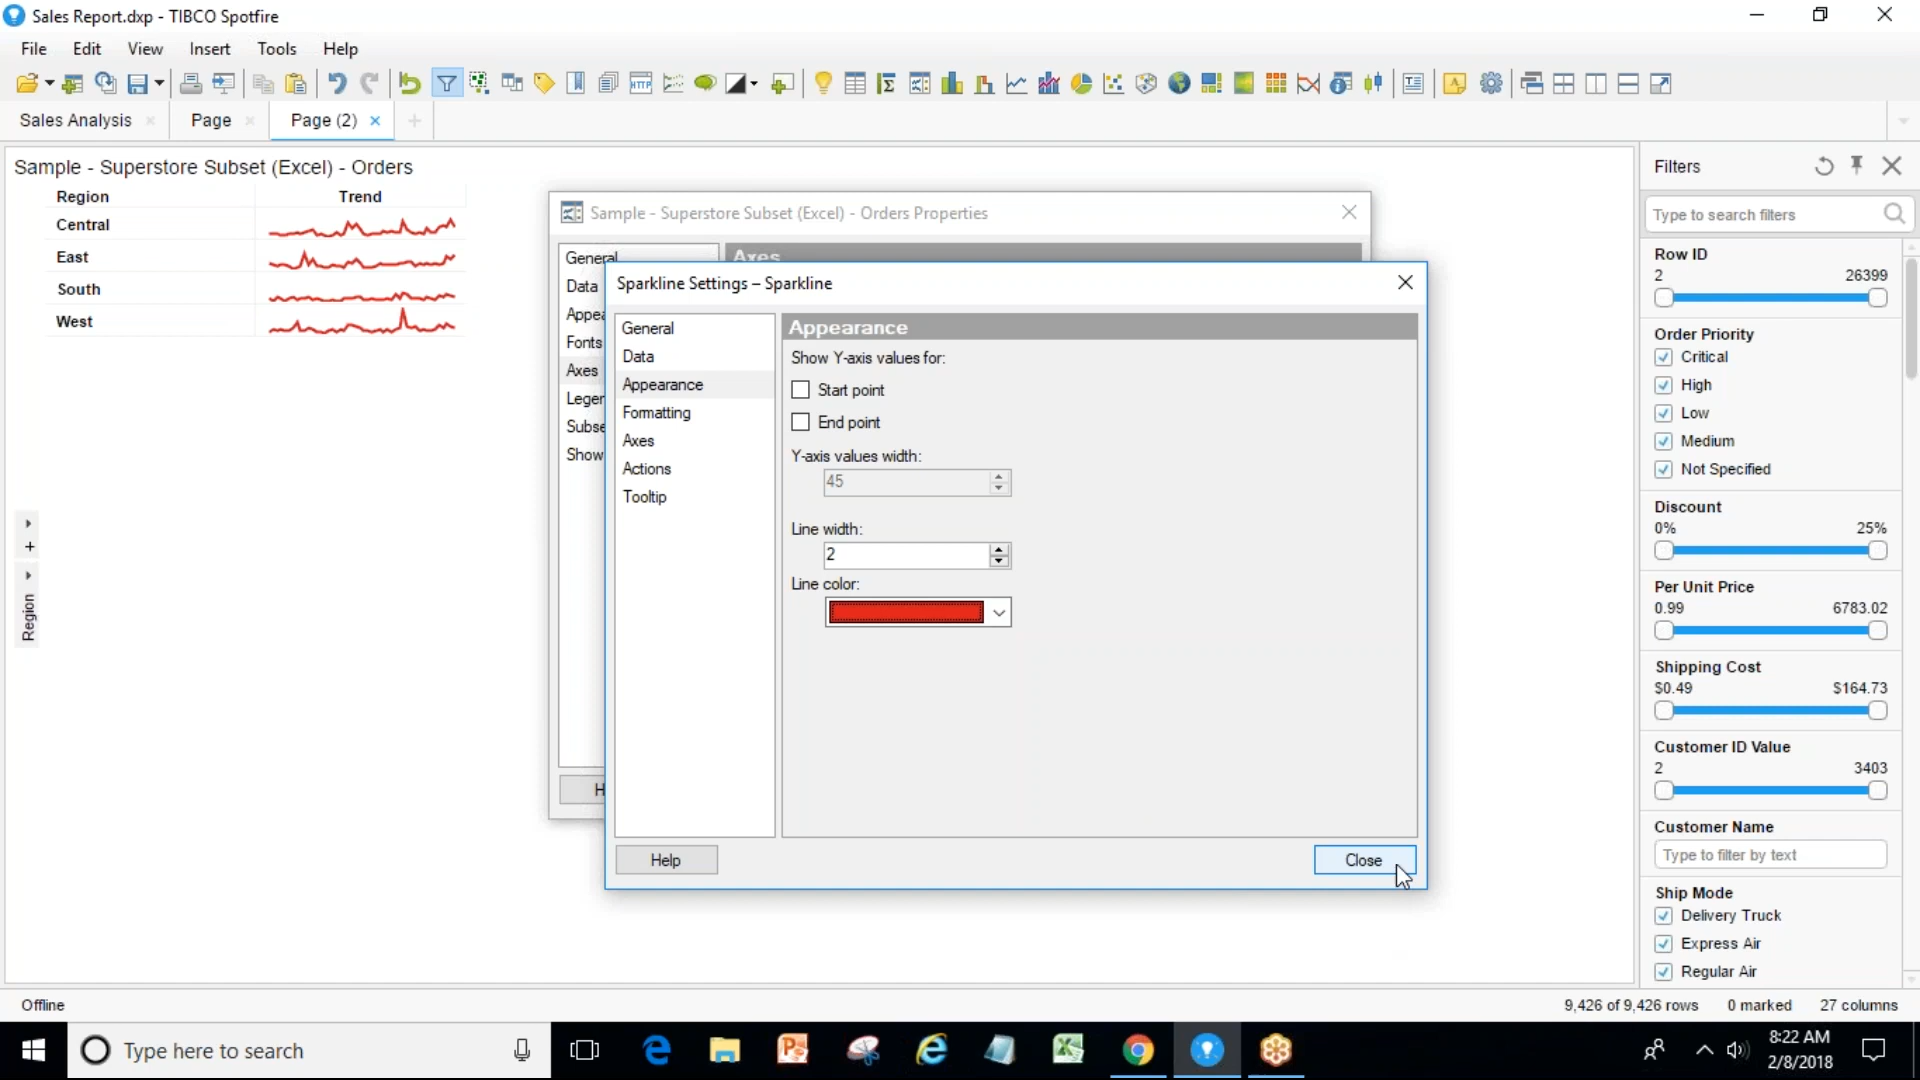 Sales Report.dxp - TIBCO Spotfire
File Edit View Insert Tools Help
HTTP
Sales Analysis Page Page (2)
Sample - Superstore Subset (Excel) - Orders
Region Trend
Central
East
South
West
Region
Sample - Superstore Subset (Excel) - Orders Properties
General
Data
Appea
Fonts
Axes
Legen
Subse
Show
Axes
H
Sparkline Settings – Sparkline
General
Data
Appearance
Formatting
Axes
Actions
Tooltip
Appearance
Show Y-axis values for:
Start point
End point
Y-axis values width:
45
Line width:
2
Line color:
Help Close
Filters
Type to search filters
Row ID
2 26399
Order Priority
Critical
High
Low
Medium
Not Specified
Discount
0% 25%
Per Unit Price
0.99 6783.02
Shipping Cost
$0.49 $164.73
Customer ID Value
2 3403
Customer Name
Type to filter by text
Ship Mode
Delivery Truck
Express Air
Regular Air
Offline 9,426 of 9,426 rows 0 marked 27 columns
Type here to search
8:22 AM
2/8/2018